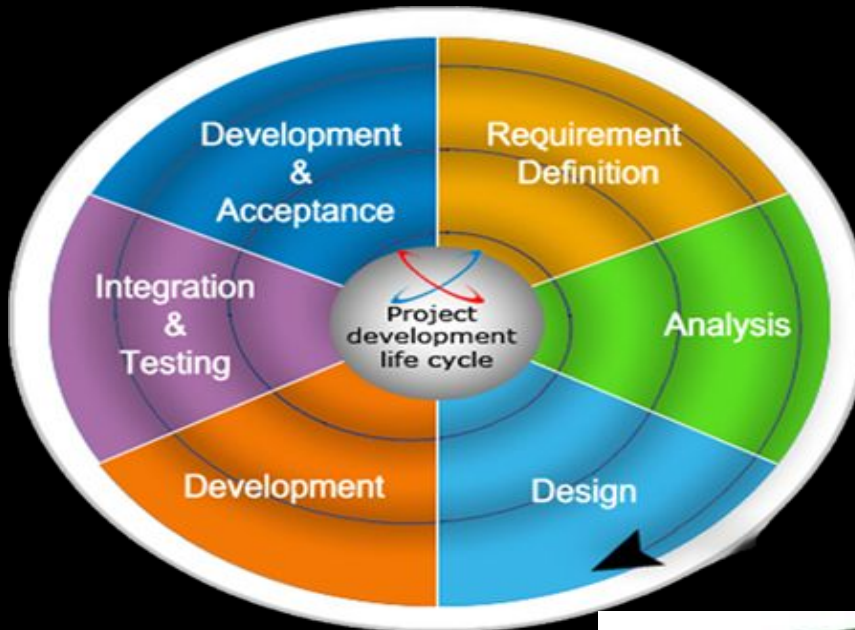 Development
&
Acceptance
Requirement
Definition
Integration
&
Testing
Project
development
life cycle
Analysis
Development
Design